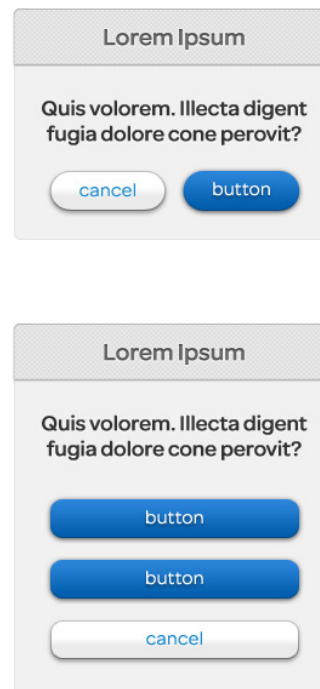 Lorem Ipsum
Quis volorem. Illecta digent
fugia dolore cone perovit?
cancel button
Lorem Ipsum
Quis volorem. Illecta digent
fugia dolore cone perovit?
button
button
cancel